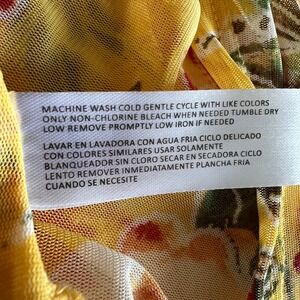 MACHINE WASH COLD GENTLE CYCLE WITH LIKE COLORS
ONLY NON-CHLORINE BLEACH WHEN NEEDED TUMBLE DRY
LOW REMOVE PROMPTLY LOW IRON IF NEEDED
LAVAR EN LAVADORA CON AGUA FRIA CICLO DELICADO
CON COLORES SIMILARES USAR SOLAMENTE
BLANQUEADOR SIN CLORO SECAR EN SECADORA CICLO
LENTO REMOVER INMEDIATAMENTE PLANCHA FRIA
CUANDO SE NECESITE